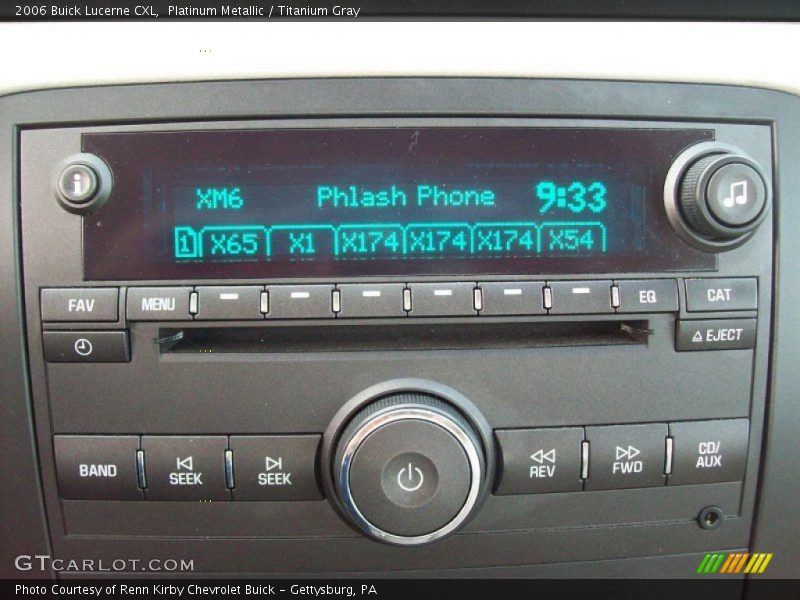 2006 Buick Lucerne CXL,  Platinum Metallic / Titanium Gray
XM6 Phlash Phone 9:33
1 X65 X1 X174 X174 X174 X54
FAV MENU EQ CAT
EJECT
BAND SEEK SEEK REV FWD CD/
AUX
GTCARLOT.COM
Photo Courtesy of Renn Kirby Chevrolet Buick - Gettysburg, PA